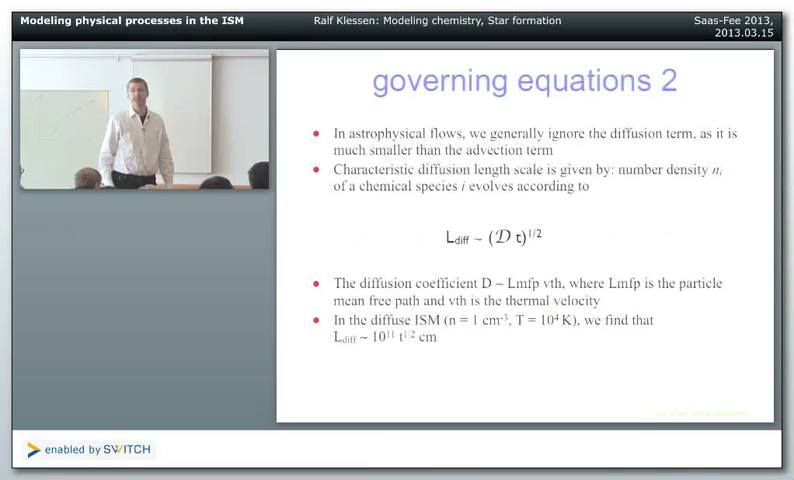 Modeling physical processes in the ISM
Ralf Klessen: Modeling chemistry, Star formation
Saas-Fee 2013,
2013.03.15
governing equations 2
In astrophysical flows, we generally ignore the diffusion term, as it is
much smaller than the advection term
Characteristic diffusion length scale is given by: number density nᵢ
of a chemical species i evolves according to
L_diff ~ (𝒟 t)^1/2
The diffusion coefficient D ~ Lmfp vth, where Lmfp is the particle
mean free path and vth is the thermal velocity
In the diffuse ISM (n = 1 cm⁻³, T = 10⁴ K), we find that
L_diff ~ 10¹¹ t^1/2 cm
enabled by SWITCH